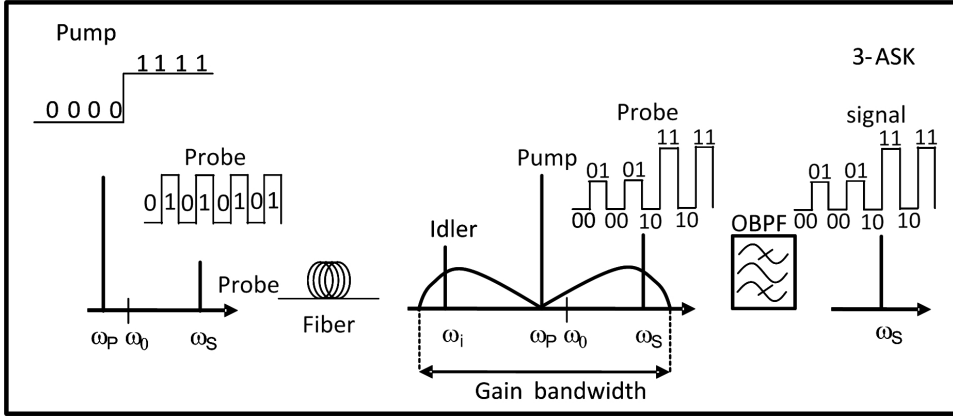 Pump
1 1 1 1
0 0 0 0
Probe
0 1 0 1 0 1 0 1
Probe
ωP ω0 ωS
Fiber
Idler
Pump
Probe
11 11
01 01
00 00 10 10
ωi ωP ω0 ωS
Gain bandwidth
OBPF
3-ASK
signal
11 11
01 01
00 00 10 10
ωS